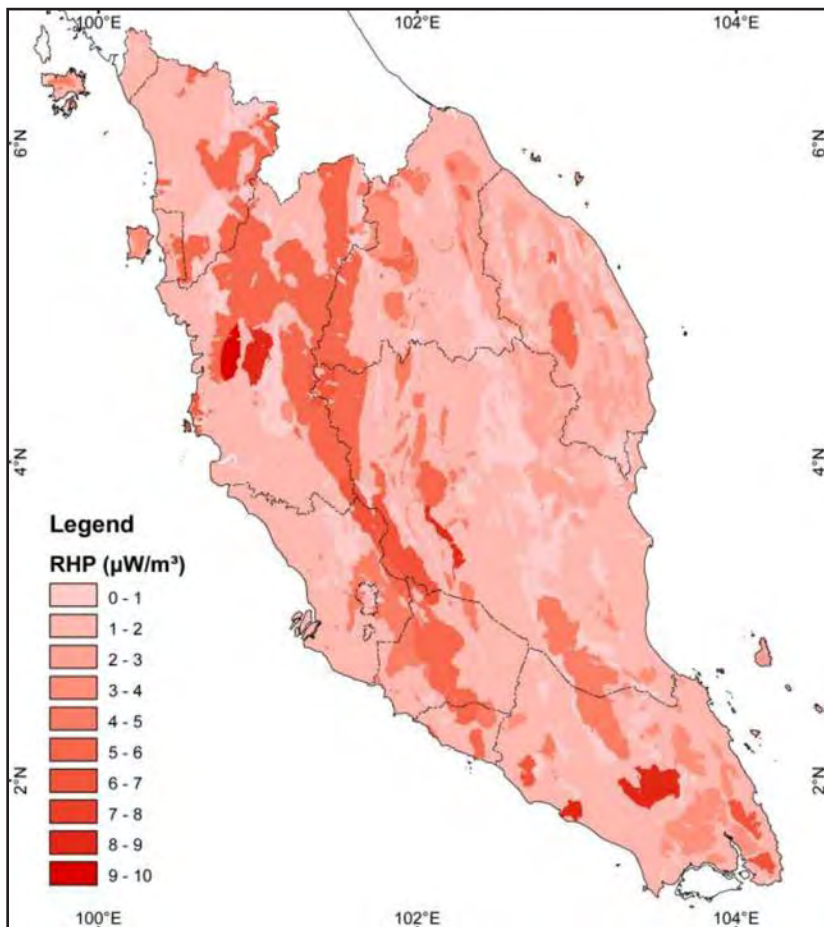 100°E 102°E 104°E
6°N 6°N
4°N 4°N
Legend
RHP (µW/m³)
0 - 1
1 - 2
2 - 3
3 - 4
4 - 5
5 - 6
6 - 7
7 - 8
8 - 9
9 - 10
2°N 2°N
100°E 102°E 104°E